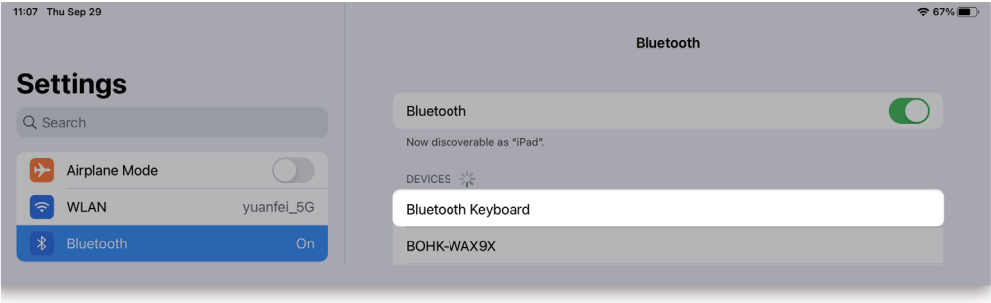 11:07 Thu Sep 29
67%
Settings
Search
Airplane Mode
WLAN yuanfei_5G
Bluetooth On
Bluetooth
Bluetooth
Now discoverable as “iPad”.
DEVICES
Bluetooth Keyboard
BOHK-WAX9X